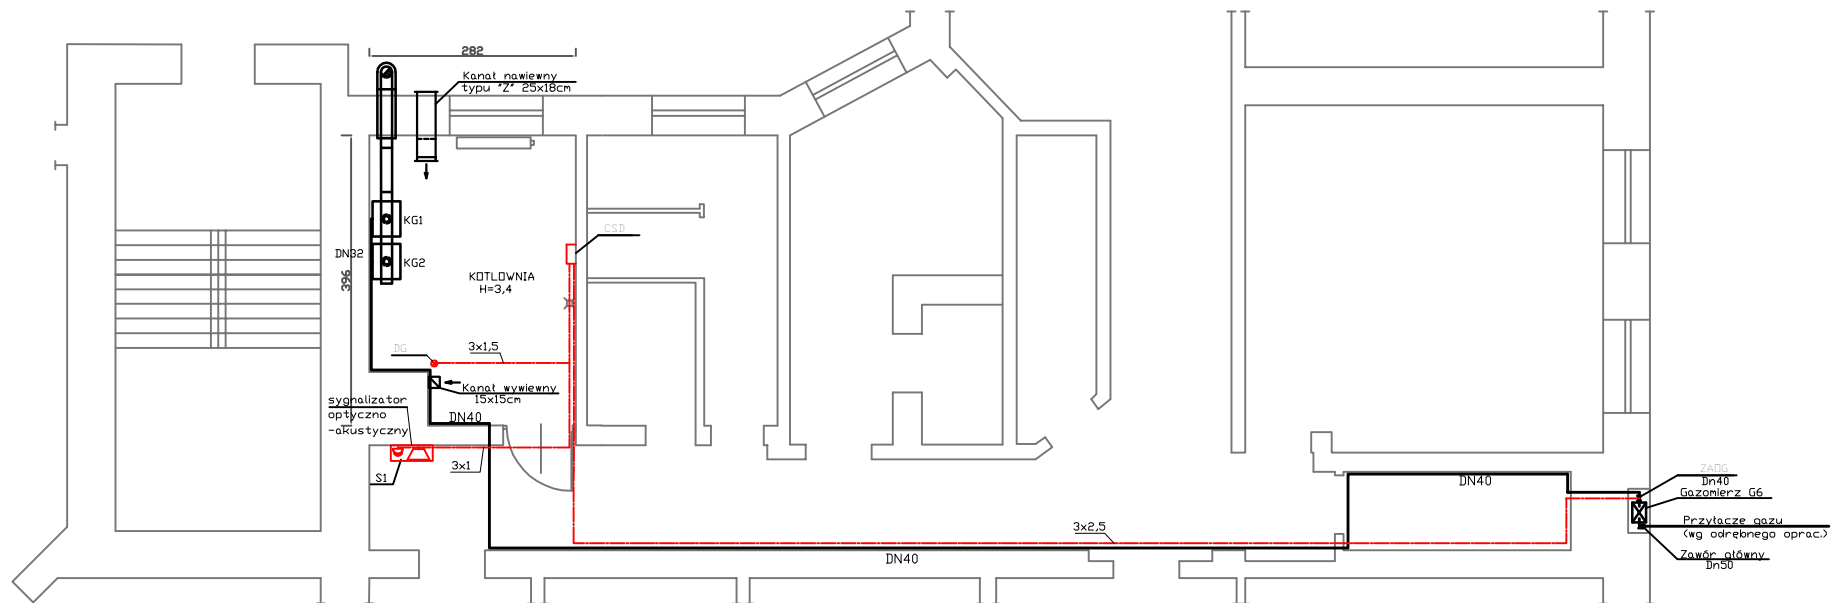 282
Kanał nawiewny
typu "Z" 25x18cm
KG1
CSD
DN32
KG2
396
KOTLOWNIA
H=3,4
DG
3x1,5
Kanał wywiewny
15x15cm
sygnalizator
optyczno
-akustyczny
DN40
3x1
S1
DN40
ZAOG
Dn40
Gazomierz G6
Przyłacze gazu
(wg odrębnego oprac.)
3x2,5
DN40
Zawór główny
Dn50